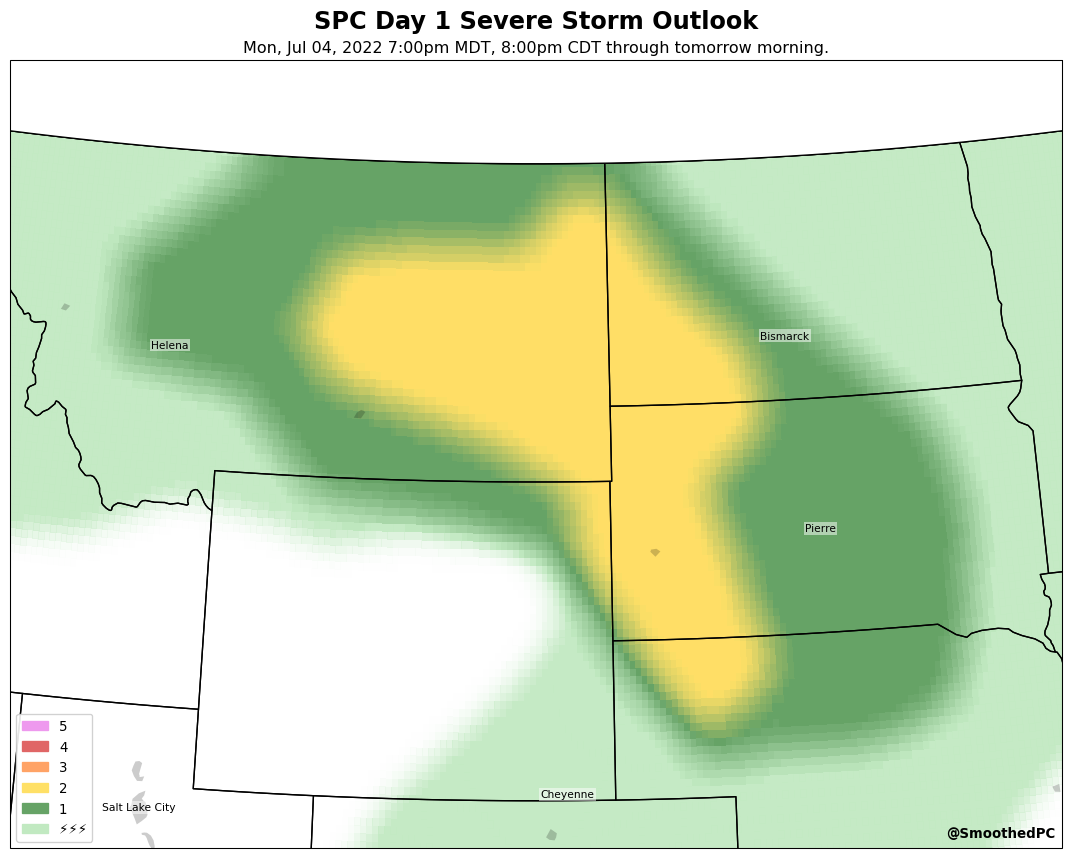 SPC Day 1 Severe Storm Outlook
Mon, Jul 04, 2022 7:00pm MDT, 8:00pm CDT through tomorrow morning.
Bismarck
Helena
Pierre
5
4
3
2
Cheyenne
1
Salt Lake City
⚡⚡⚡
@SmoothedPC